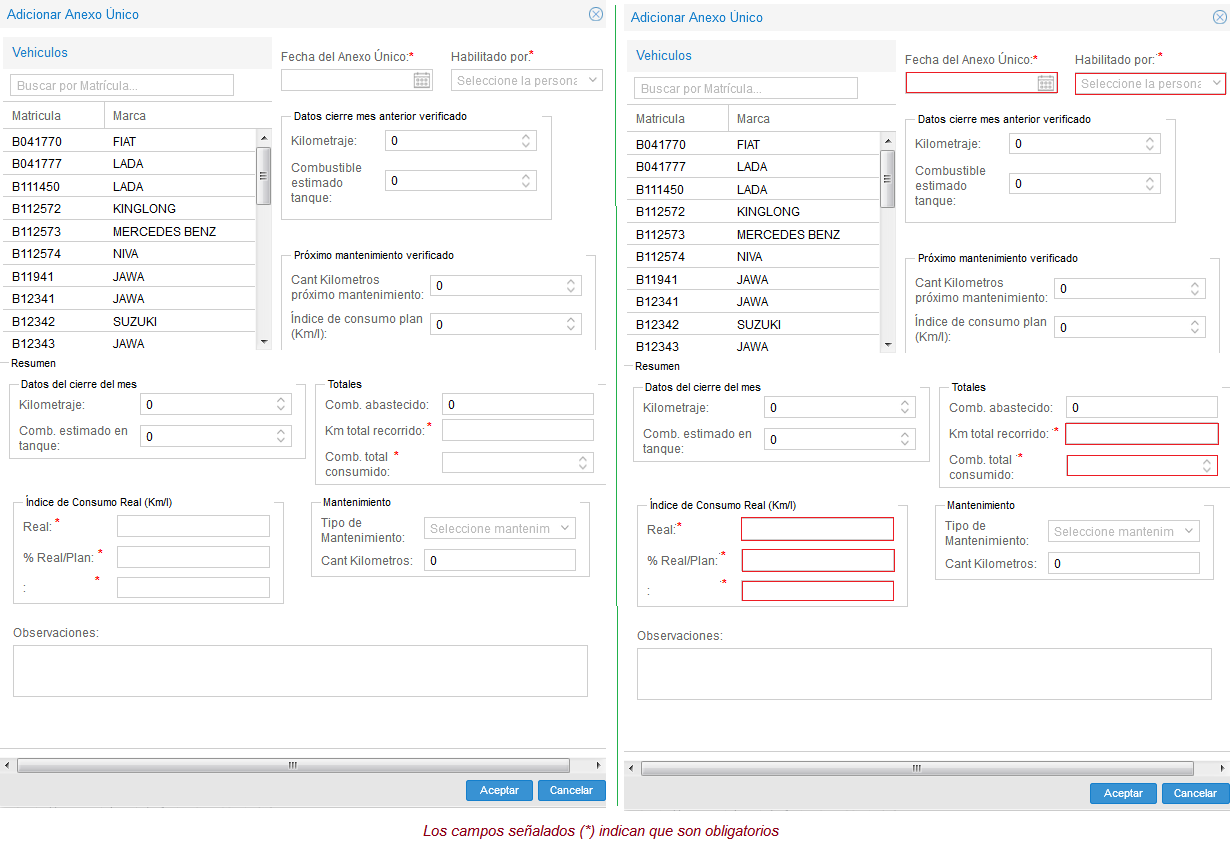 Adicionar Anexo Único
Vehiculos
Buscar por Matrícula...
Matricula Marca
B041770 FIAT
B041777 LADA
B111450 LADA
B112572 KINGLONG
B112573 MERCEDES BENZ
B112574 NIVA
B11941 JAWA
B12341 JAWA
B12342 SUZUKI
B12343 JAWA
Fecha del Anexo Único:*
Habilitado por:*
Seleccione la persona
Datos cierre mes anterior verificado
Kilometraje: 0
Combustible
estimado
tanque:
0
Próximo mantenimiento verificado
Cant Kilometros
próximo mantenimiento:
0
Índice de consumo plan
(Km/l):
0
Resumen
Datos del cierre del mes
Kilometraje: 0
Comb. estimado en
tanque:
0
Totales
Comb. abastecido: 0
Km total recorrido:*
Comb. total *
consumido:
Índice de Consumo Real (Km/l)
Real:*
% Real/Plan: *
: *
Mantenimiento
Tipo de
Mantenimiento:
Seleccione mantenim
Cant Kilometros: 0
Observaciones:
Aceptar Cancelar
Adicionar Anexo Único
Vehiculos
Buscar por Matrícula...
Matricula Marca
B041770 FIAT
B041777 LADA
B111450 LADA
B112572 KINGLONG
B112573 MERCEDES BENZ
B112574 NIVA
B11941 JAWA
B12341 JAWA
B12342 SUZUKI
B12343 JAWA
Fecha del Anexo Único:*
Habilitado por:*
Seleccione la persona
Datos cierre mes anterior verificado
Kilometraje: 0
Combustible
estimado
tanque:
0
Próximo mantenimiento verificado
Cant Kilometros
próximo mantenimiento:
0
Índice de consumo plan
(Km/l):
0
Resumen
Datos del cierre del mes
Kilometraje: 0
Comb. estimado en
tanque:
0
Totales
Comb. abastecido: 0
Km total recorrido: *
Comb. total *
consumido:
Índice de Consumo Real (Km/l)
Real:*
% Real/Plan:*
: *
Mantenimiento
Tipo de
Mantenimiento:
Seleccione mantenim
Cant Kilometros: 0
Observaciones:
Aceptar Cancelar
Los campos señalados (*) indican que son obligatorios